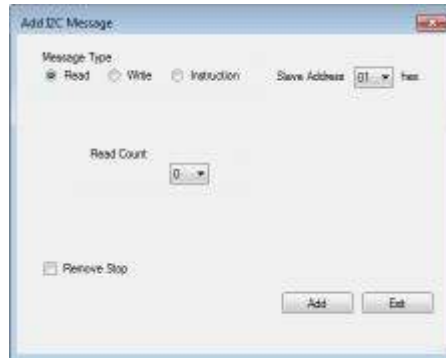 Add I2C Message
Message Type
Read Write Instruction Slave Address 01 hex
Read Count
0
Remove Stop
Add Exit